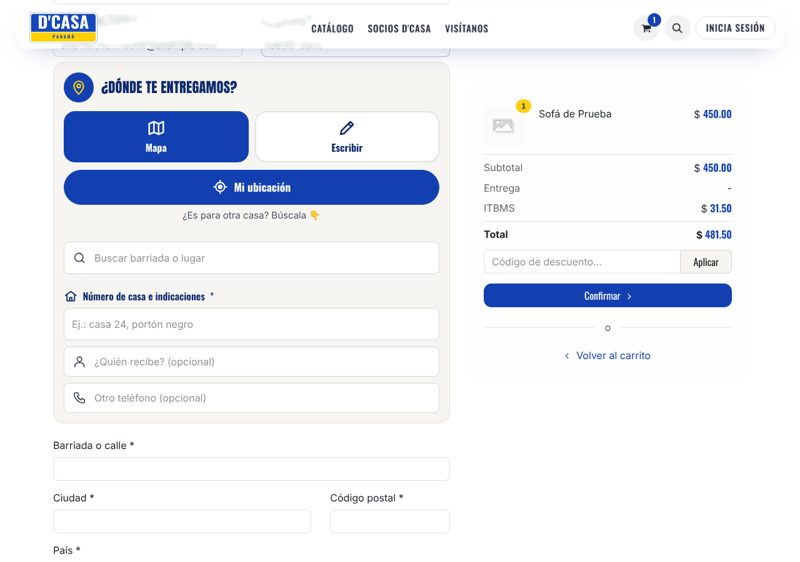 D'CASA
PANAMÁ
CATÁLOGO
SOCIOS D'CASA
VISÍTANOS
1
INICIA SESIÓN
¿DÓNDE TE ENTREGAMOS?
Mapa
Escribir
Mi ubicación
¿Es para otra casa? Búscala 👇
Buscar barriada o lugar
Número de casa e indicaciones *
Ej.: casa 24, portón negro
¿Quién recibe? (opcional)
Otro teléfono (opcional)
Barriada o calle *
Ciudad *
Código postal *
País *
1
Sofá de Prueba
$ 450.00
Subtotal
$ 450.00
Entrega
-
ITBMS
$ 31.50
Total
$ 481.50
Código de descuento...
Aplicar
Confirmar >
o
< Volver al carrito